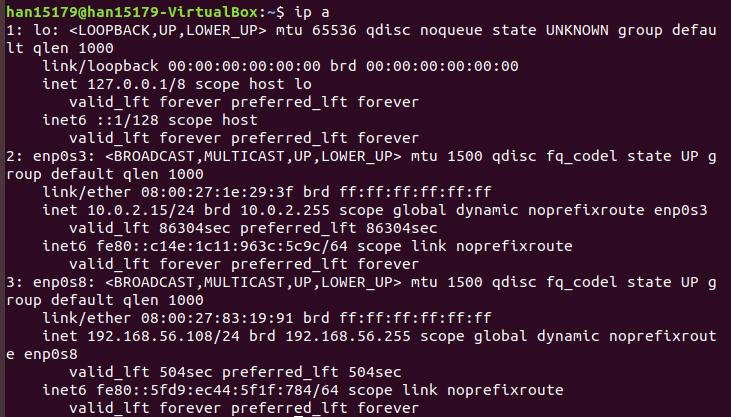 han15179@han15179-VirtualBox:~$ ip a
1: lo: <LOOPBACK,UP,LOWER_UP> mtu 65536 qdisc noqueue state UNKNOWN group defau
lt qlen 1000
    link/loopback 00:00:00:00:00:00 brd 00:00:00:00:00:00
    inet 127.0.0.1/8 scope host lo
       valid_lft forever preferred_lft forever
    inet6 ::1/128 scope host
       valid_lft forever preferred_lft forever
2: enp0s3: <BROADCAST,MULTICAST,UP,LOWER_UP> mtu 1500 qdisc fq_codel state UP g
roup default qlen 1000
    link/ether 08:00:27:1e:29:3f brd ff:ff:ff:ff:ff:ff
    inet 10.0.2.15/24 brd 10.0.2.255 scope global dynamic noprefixroute enp0s3
       valid_lft 86304sec preferred_lft 86304sec
    inet6 fe80::c14e:1c11:963c:5c9c/64 scope link noprefixroute
       valid_lft forever preferred_lft forever
3: enp0s8: <BROADCAST,MULTICAST,UP,LOWER_UP> mtu 1500 qdisc fq_codel state UP g
roup default qlen 1000
    link/ether 08:00:27:83:19:91 brd ff:ff:ff:ff:ff:ff
    inet 192.168.56.108/24 brd 192.168.56.255 scope global dynamic noprefixrout
e enp0s8
       valid_lft 504sec preferred_lft 504sec
    inet6 fe80::5fd9:ec44:5f1f:784/64 scope link noprefixroute
       valid_lft forever preferred_lft forever